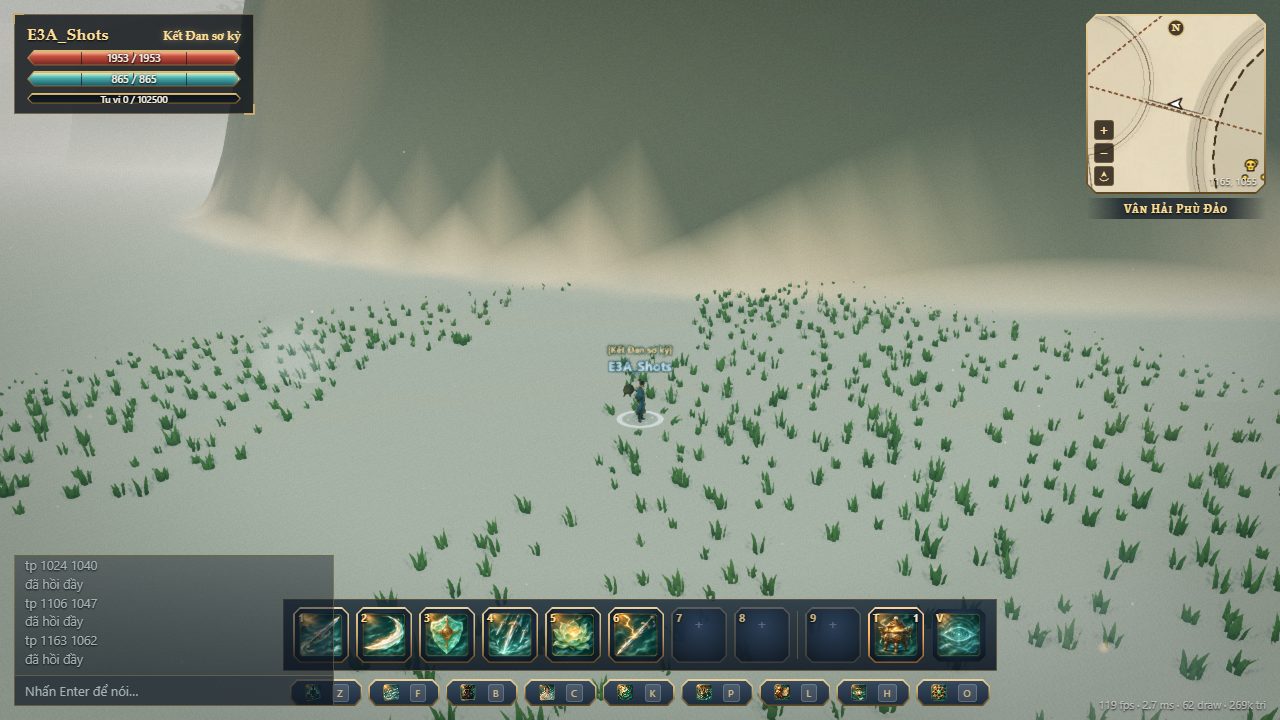 E3A_Shots
Kết Đan sơ kỳ
1953 / 1953
865 / 865
Tu vi 0 / 102500
N
+
−
Vân Hải Phù Đảo
[Kết Đan sơ kỳ]
E3A_Shots
tp 1024 1040
đã hồi đầy
tp 1106 1047
đã hồi đầy
tp 1163 1062
đã hồi đầy
Nhấn Enter để nói...
1 2 3 4 5 6 7 + 8 + 9 + T 1 V
Z F B C K P L H O
119 fps · 2.7 ms · 62 draw · 269k tri